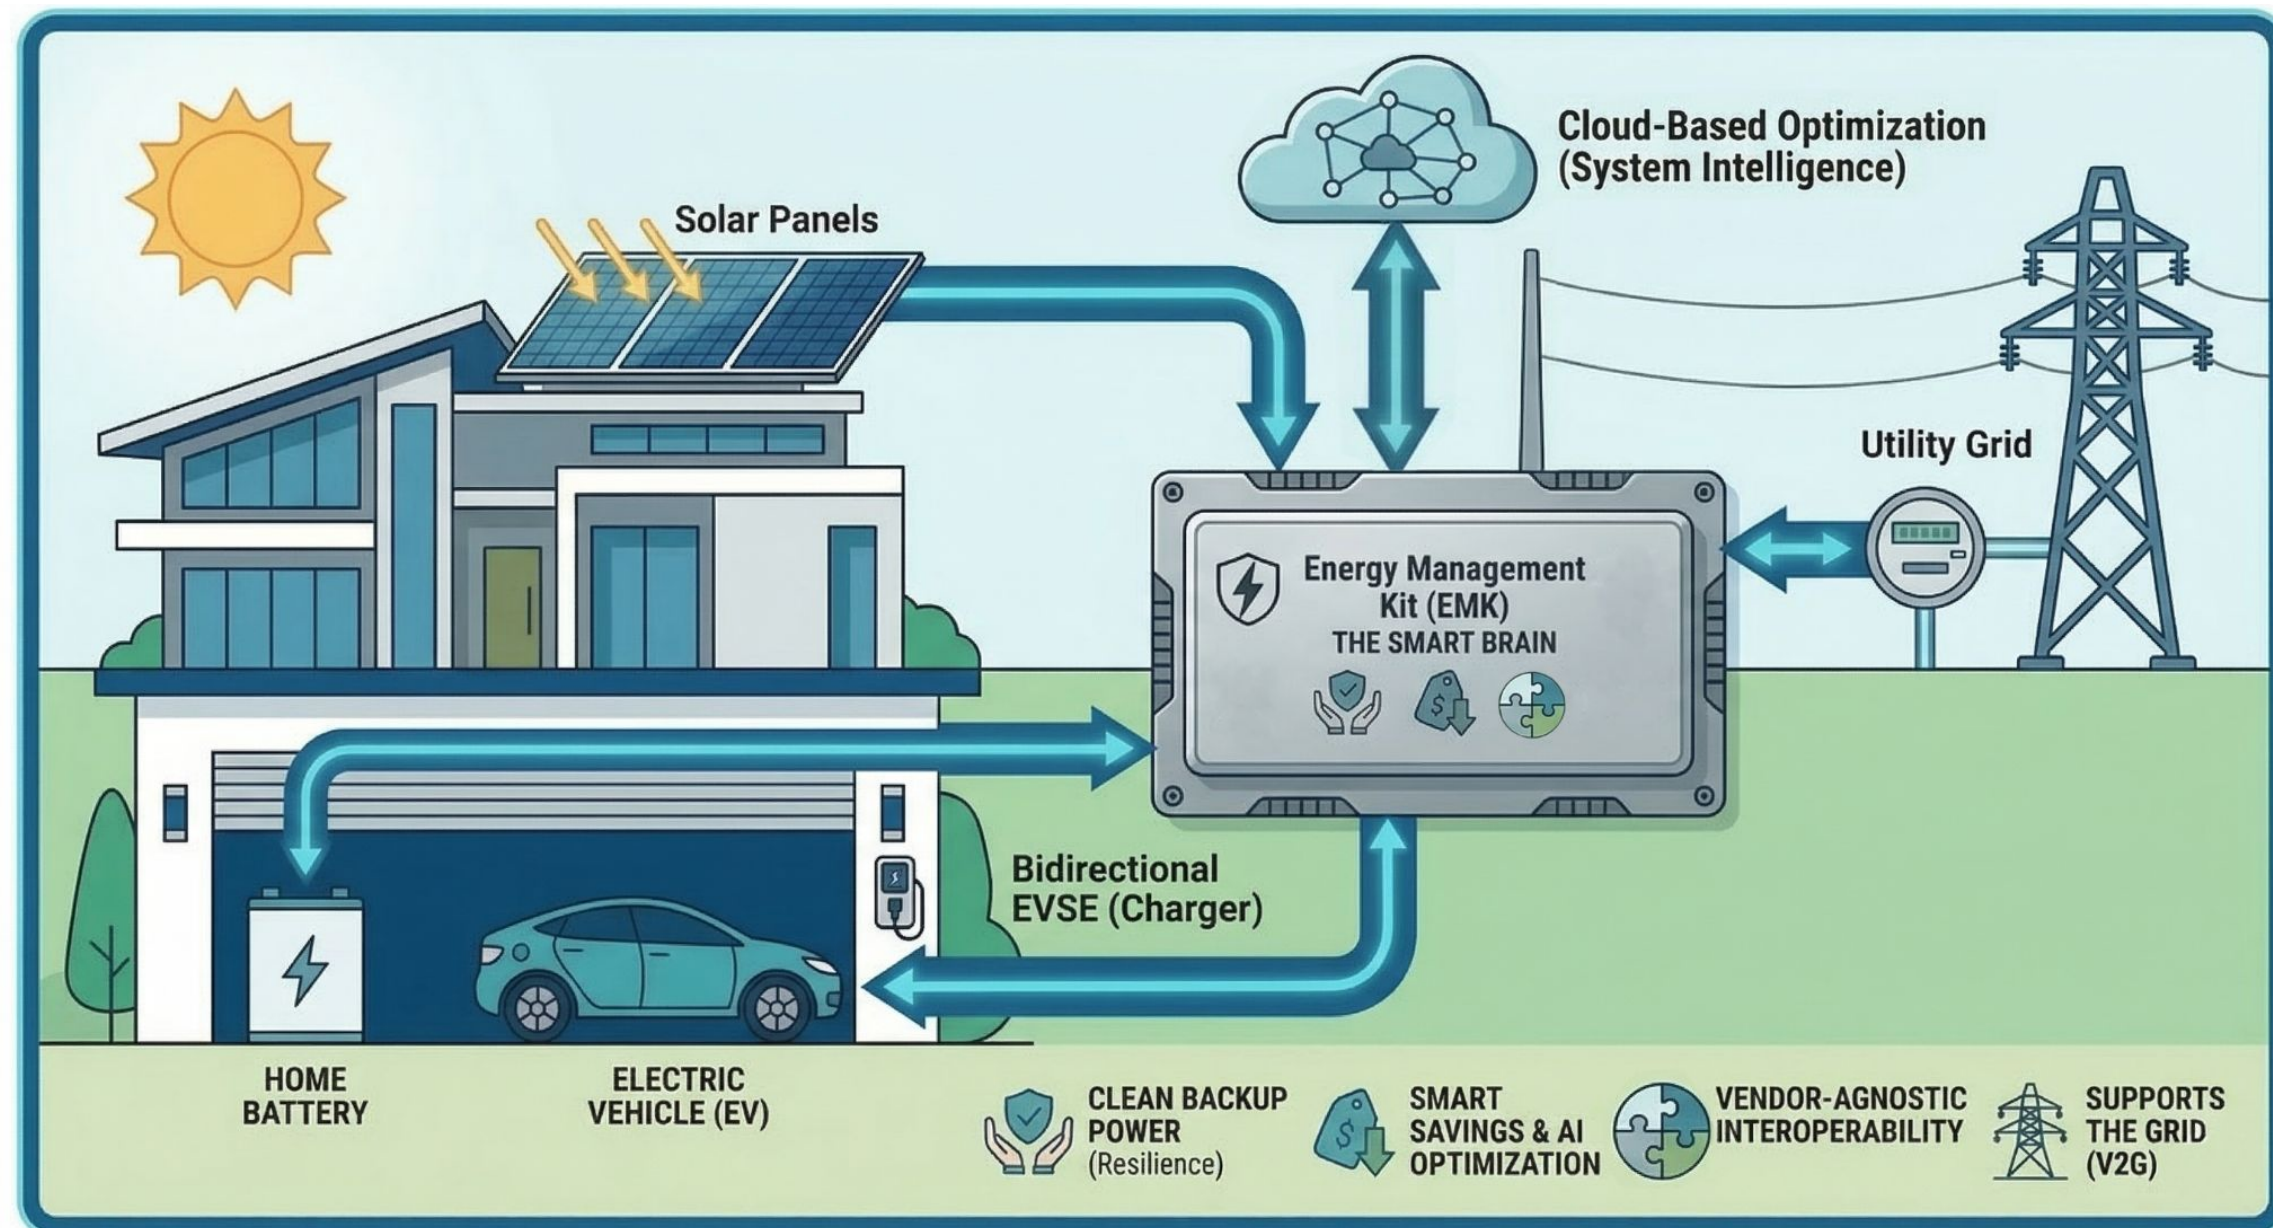 Cloud-Based Optimization
(System Intelligence)
Solar Panels
Utility Grid
Energy Management
Kit (EMK)
THE SMART BRAIN
$
Bidirectional
EVSE (Charger)
HOME
BATTERY
ELECTRIC
VEHICLE (EV)
CLEAN BACKUP
POWER
(Resilience)
$
SMART
SAVINGS & AI
OPTIMIZATION
VENDOR-AGNOSTIC
INTEROPERABILITY
SUPPORTS
THE GRID
(V2G)